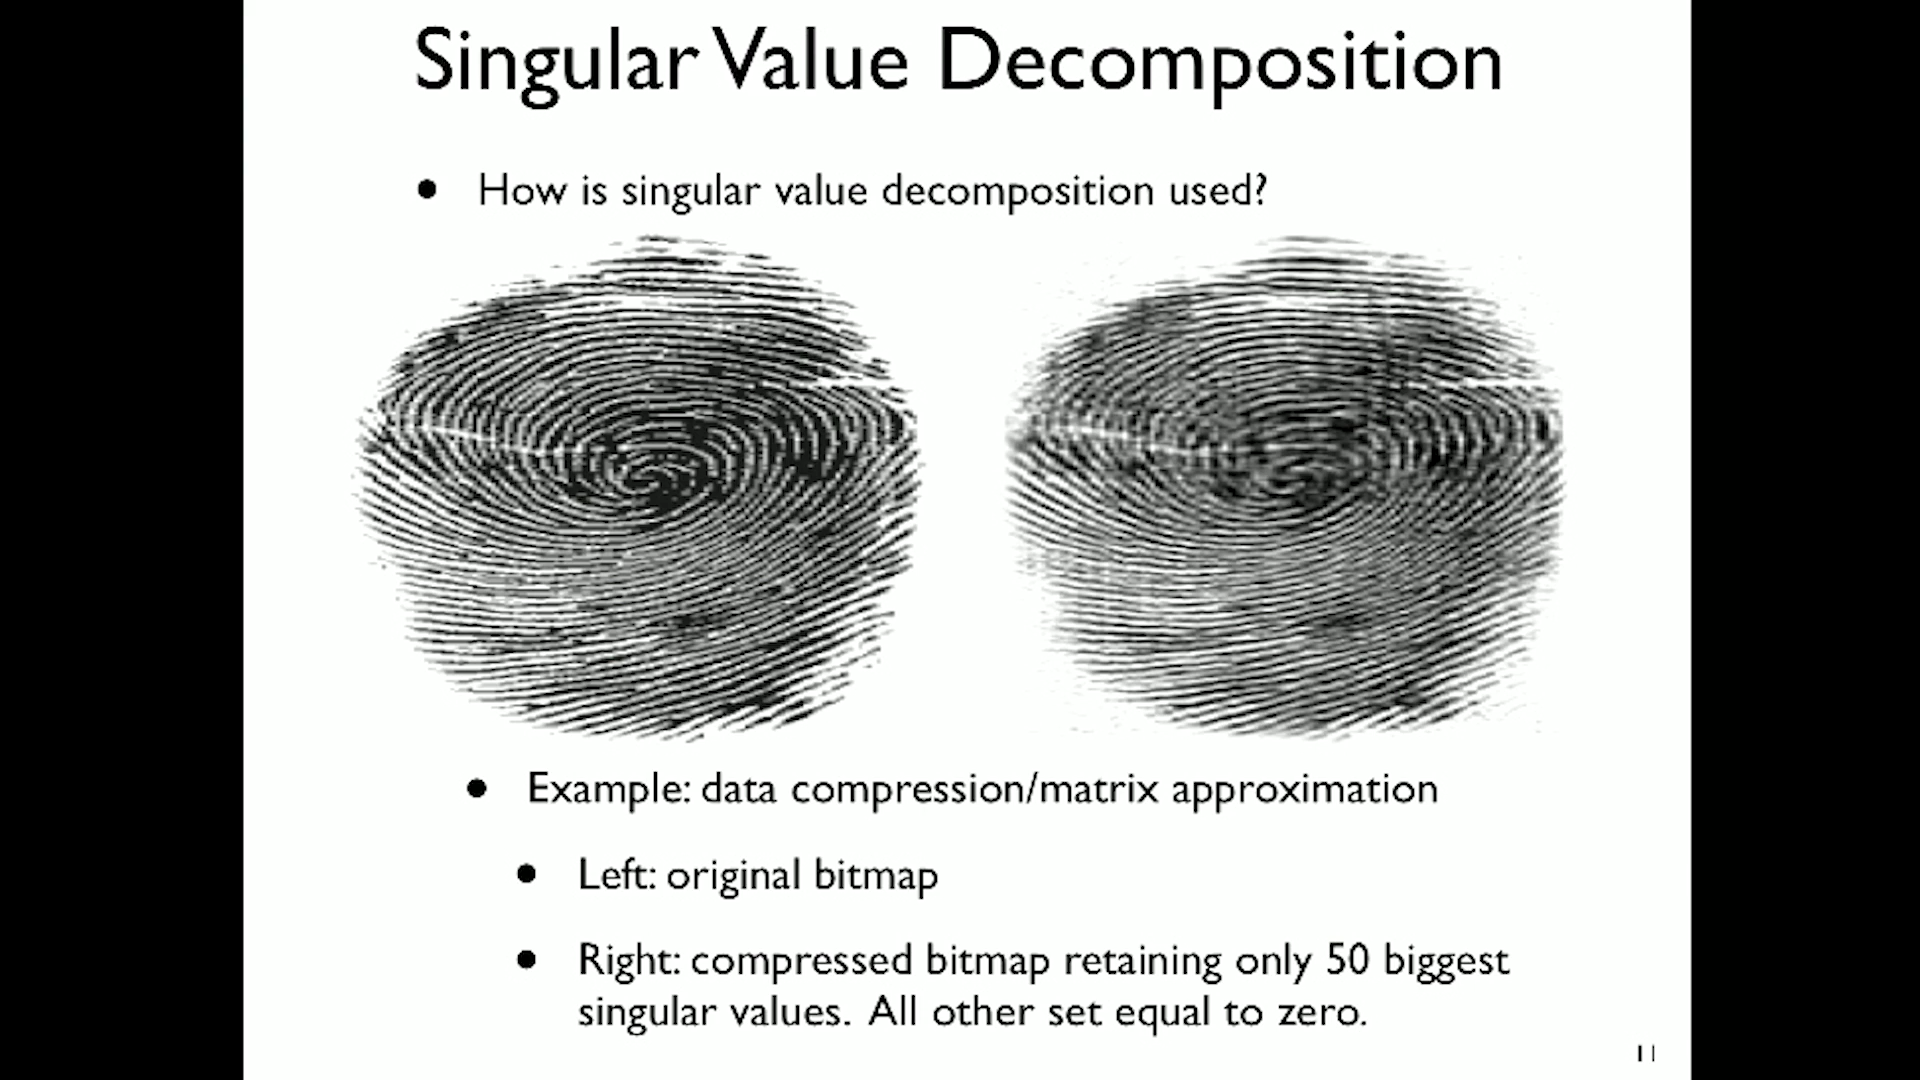 Singular Value Decomposition
• How is singular value decomposition used?
• Example: data compression/matrix approximation
• Left: original bitmap
• Right: compressed bitmap retaining only 50 biggest
singular values. All other set equal to zero.
11